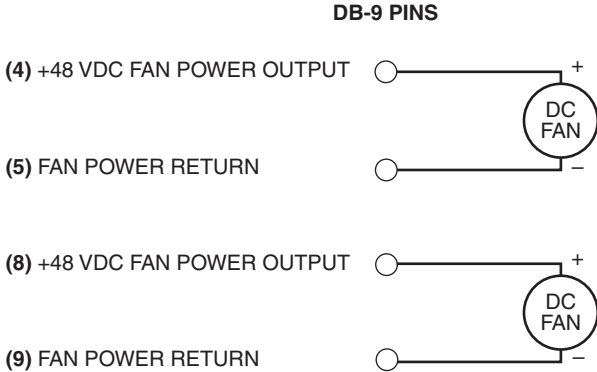 DB-9 PINS
(4) +48 VDC FAN POWER OUTPUT
+
DC
FAN
(5) FAN POWER RETURN
–
(8) +48 VDC FAN POWER OUTPUT
+
DC
FAN
(9) FAN POWER RETURN
–